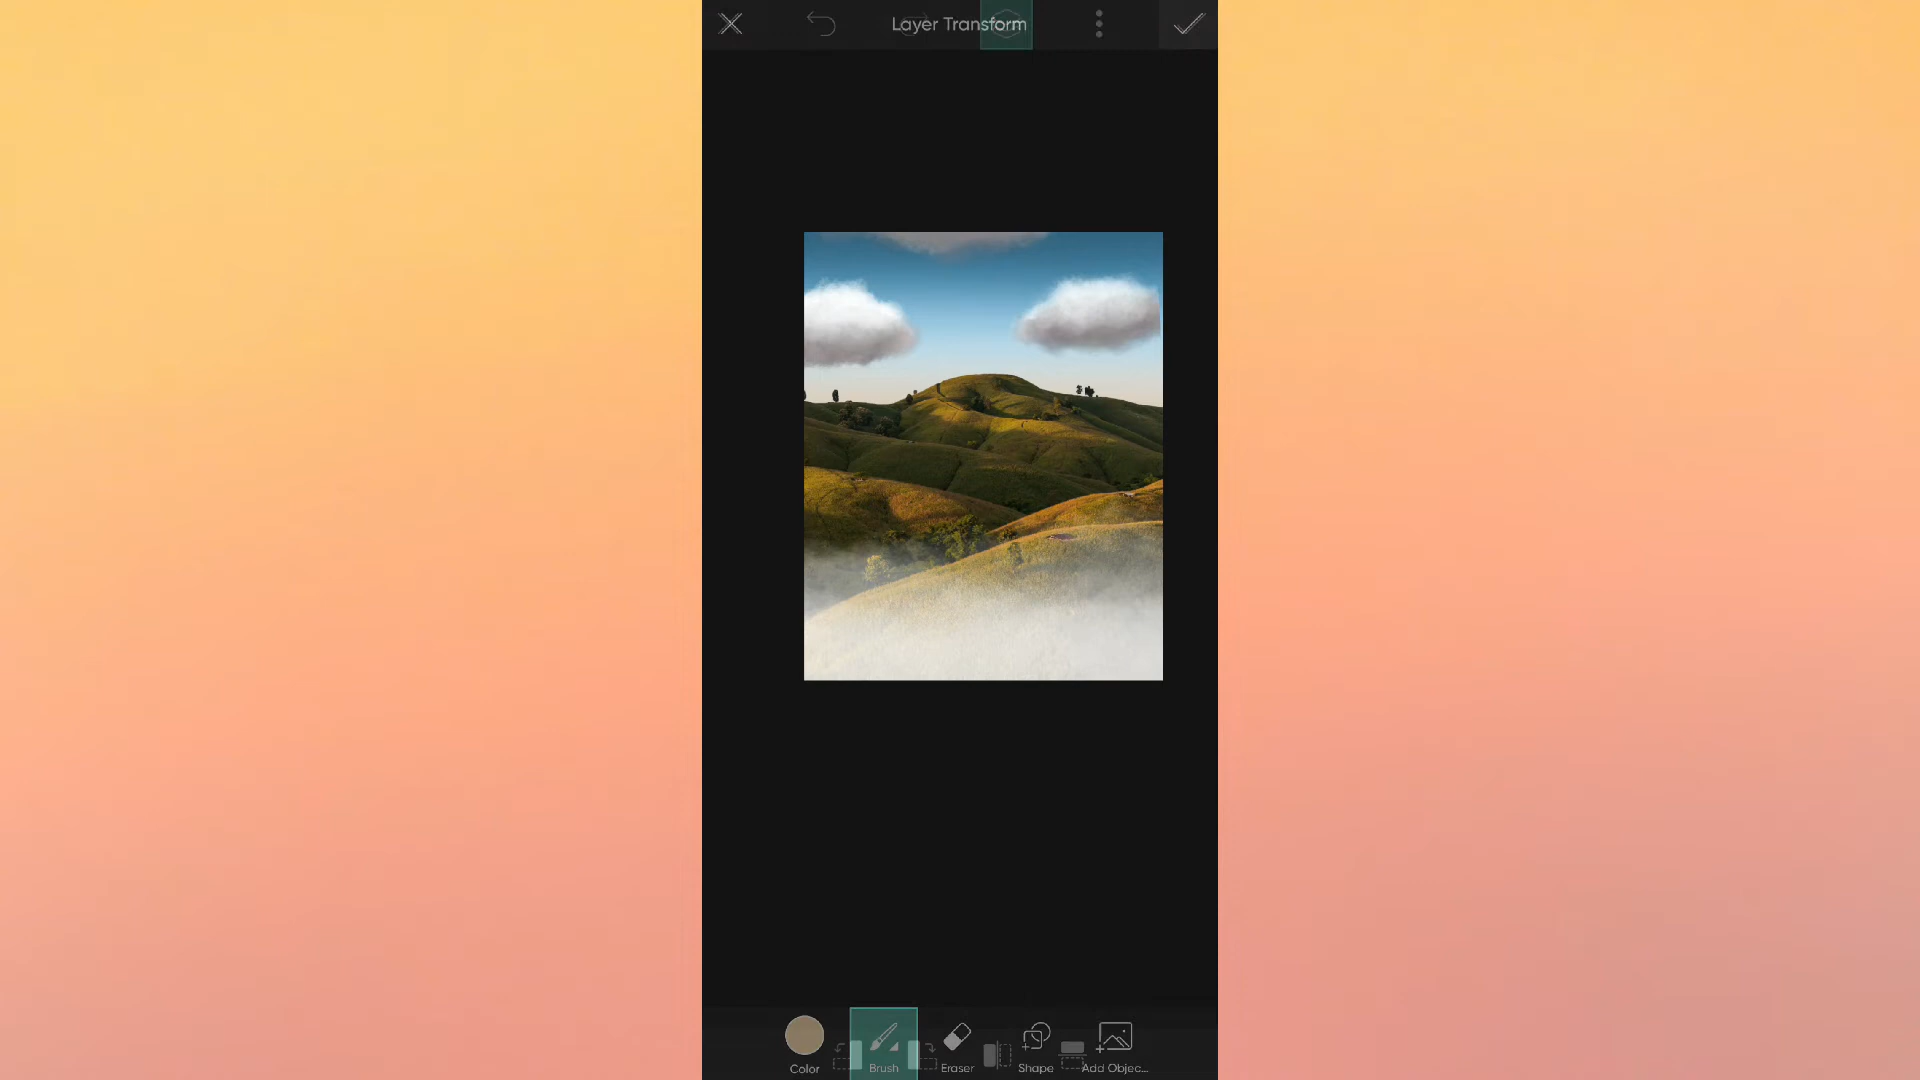 Layer Transform
Color
Brush
Eraser
Shape
Add Objec...